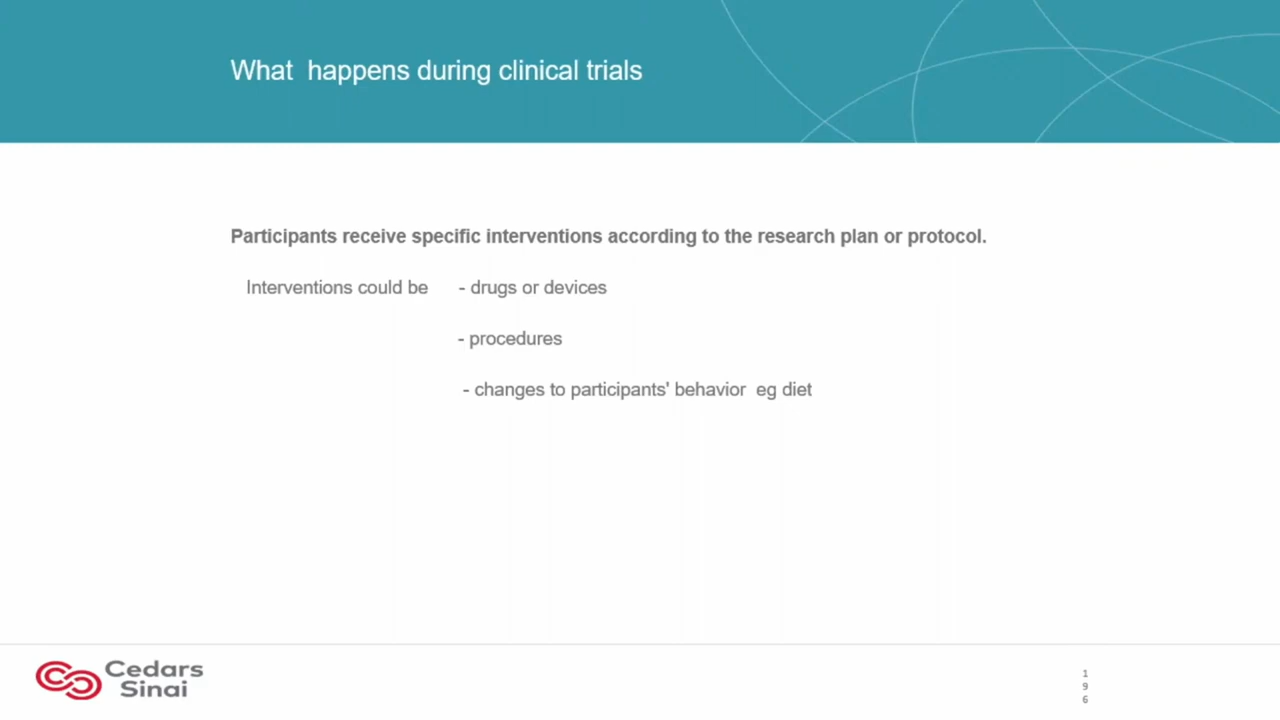 What  happens during clinical trials
Participants receive specific interventions according to the research plan or protocol.
Interventions could be - drugs or devices
- procedures
- changes to participants' behavior  eg diet
Cedars
Sinai
1
9
6